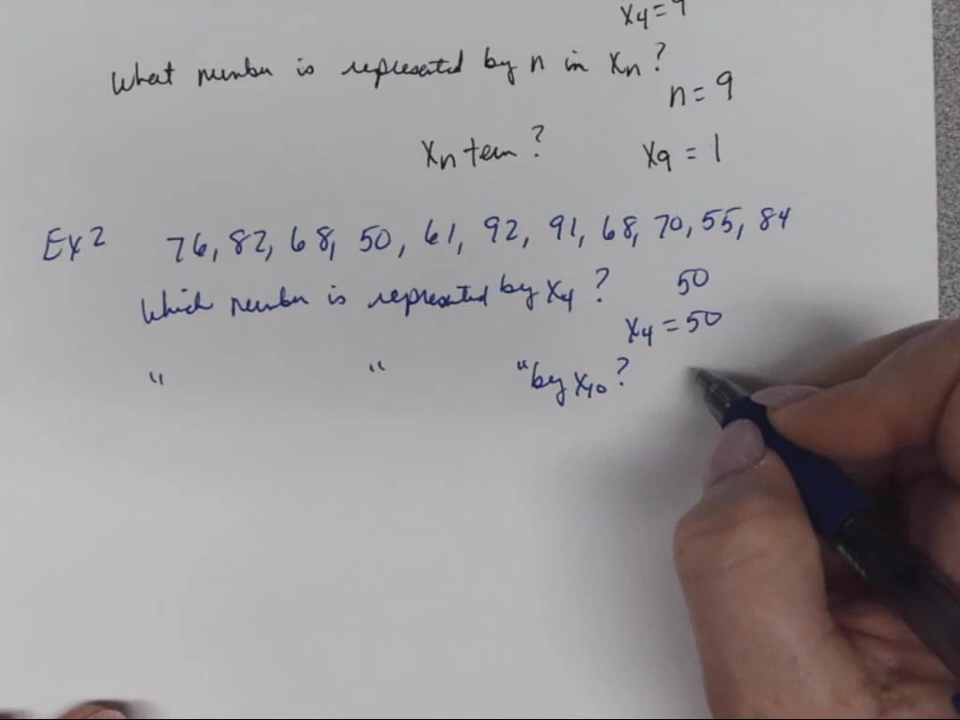 x₄ = 9
What number is represented by n in xₙ?
n = 9
xₙ term? x₉ = 1
Ex 2 76, 82, 68, 50, 61, 92, 91, 68, 70, 55, 84
Which number is represented by x₄? 50
x₄ = 50
" " " by x₁₀?